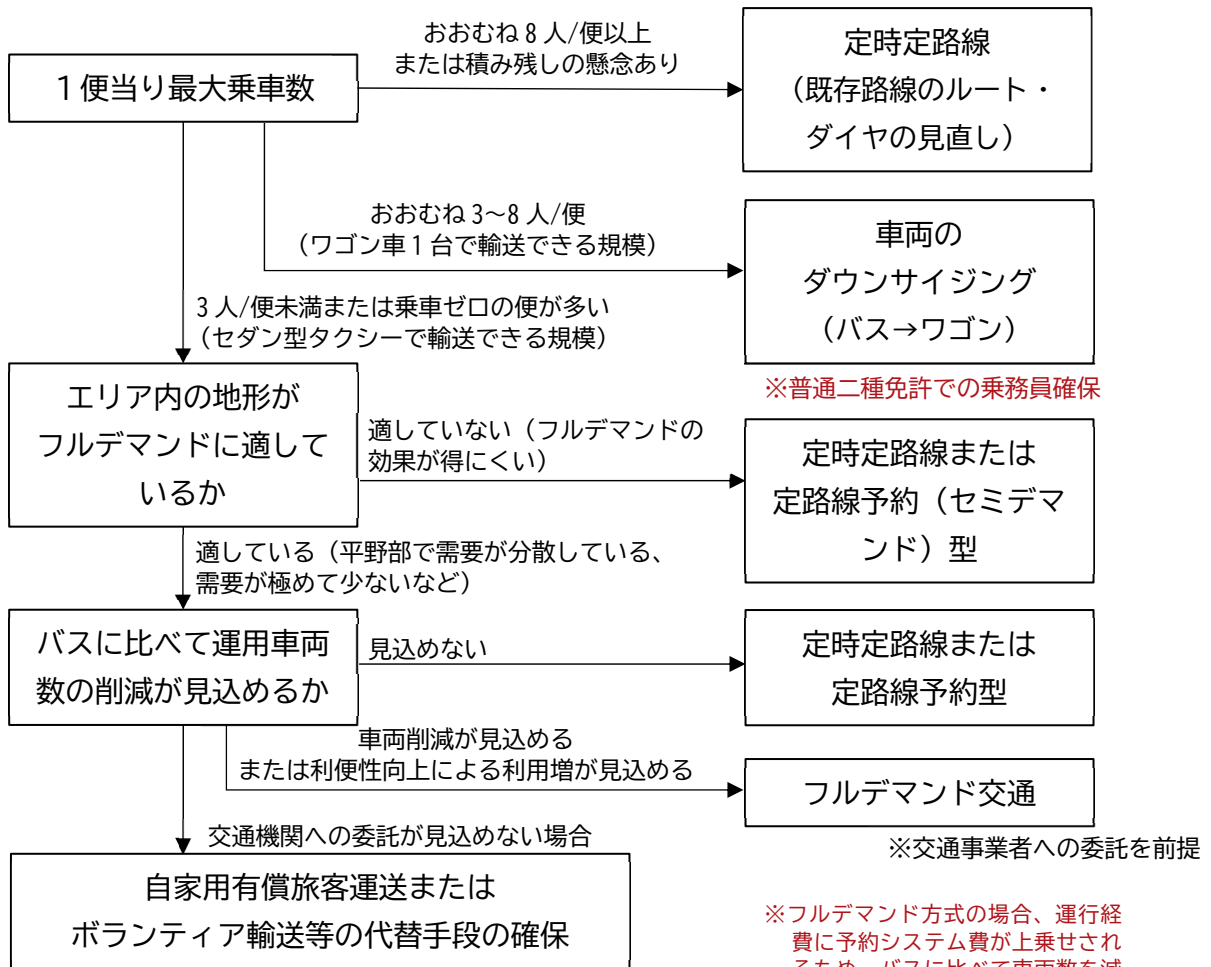 おおむね 8 人/便以上
または積み残しの懸念あり
１便当り最大乗車数
定時定路線
（既存路線のルート・
ダイヤの見直し）
おおむね 3～8 人/便
（ワゴン車１台で輸送できる規模）
車両の
ダウンサイジング
（バス→ワゴン）
※普通二種免許での乗務員確保
3 人/便未満または乗車ゼロの便が多い
（セダン型タクシーで輸送できる規模）
エリア内の地形が
フルデマンドに適して
いるか
適していない（フルデマンドの
効果が得にくい）
定時定路線または
定路線予約（セミデマ
ンド）型
適している（平野部で需要が分散している、
需要が極めて少ないなど）
バスに比べて運用車両
数の削減が見込めるか
見込めない
定時定路線または
定路線予約型
車両削減が見込める
または利便性向上による利用増が見込める
フルデマンド交通
※交通事業者への委託を前提
交通機関への委託が見込めない場合
自家用有償旅客運送または
ボランティア輸送等の代替手段の確保
※フルデマンド方式の場合、運行経
費に予約システム費が上乗せされ
るため、バスに比べて車両数を減